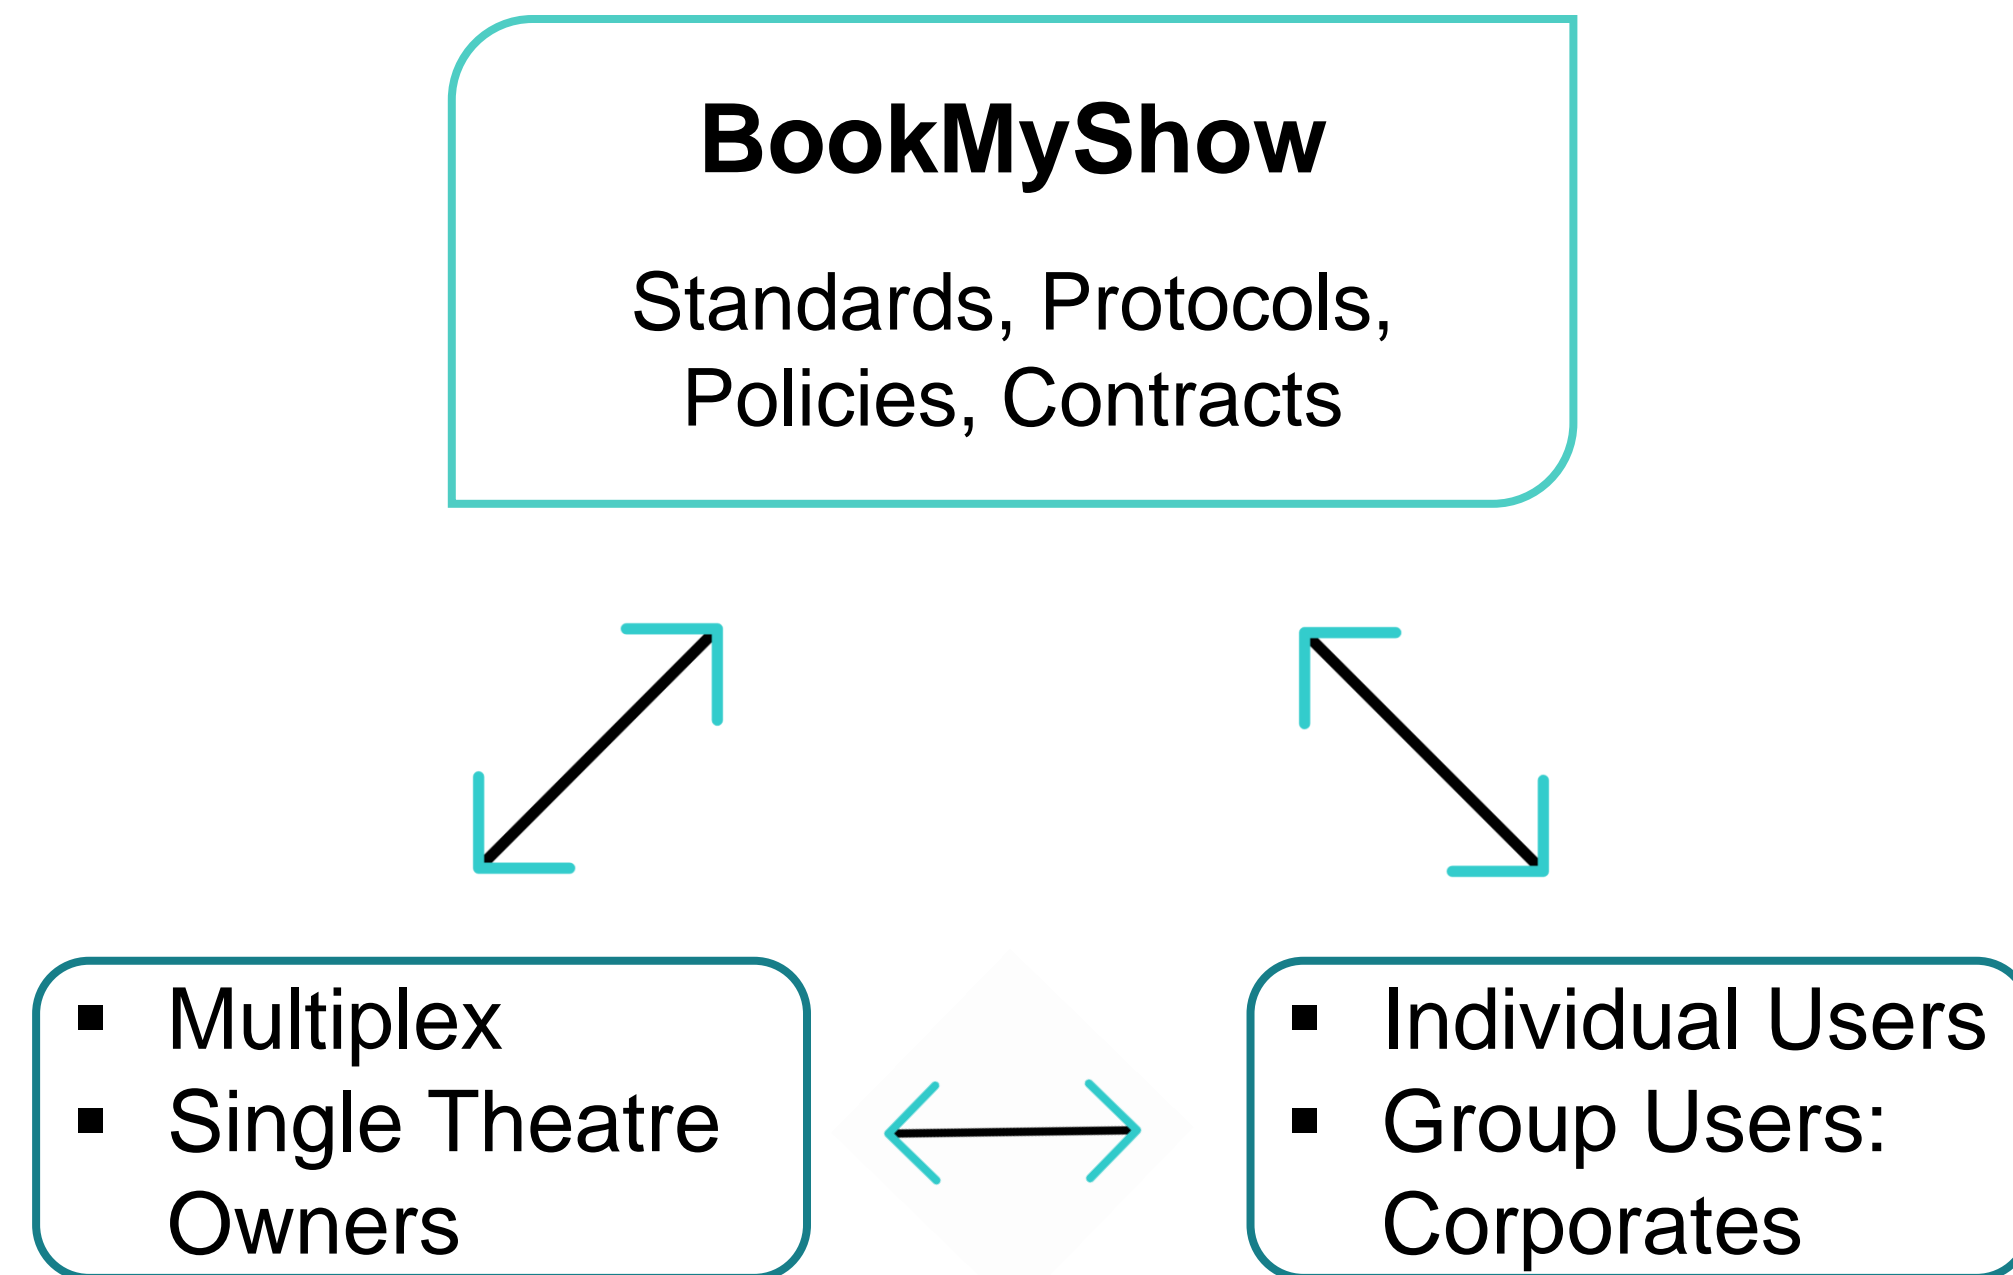 BookMyShow
Standards, Protocols,
Policies, Contracts
▪ Multiplex
▪ Single Theatre
Owners
▪ Individual Users
▪ Group Users:
Corporates